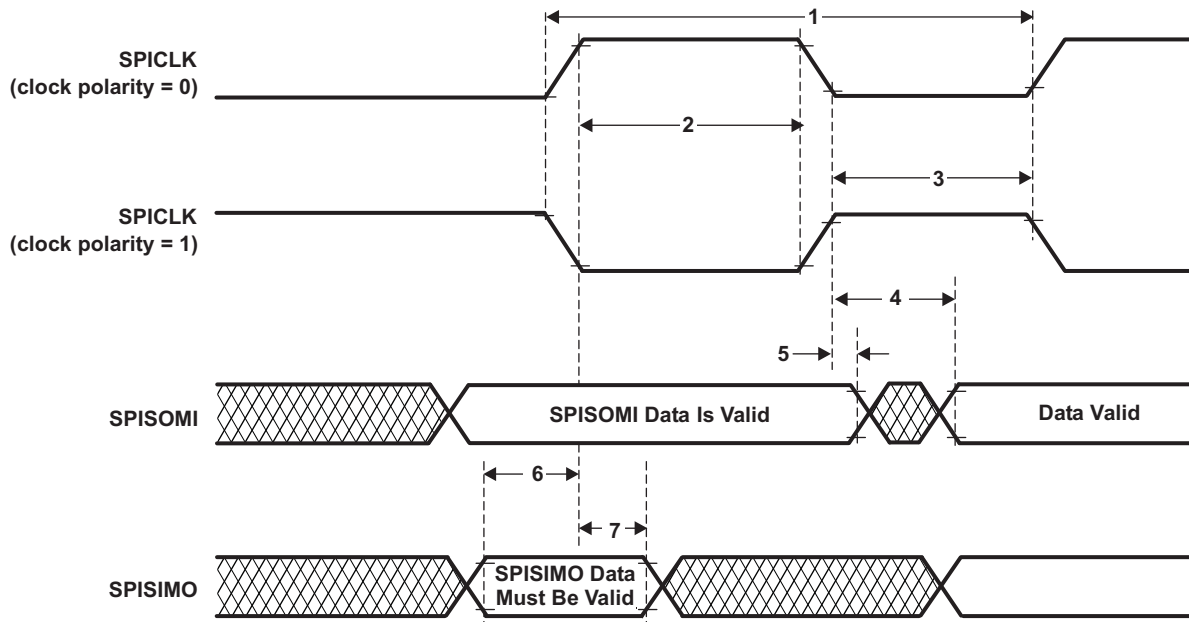 1
SPICLK
(clock polarity = 0)
2
3
SPICLK
(clock polarity = 1)
4
5
SPISOMI
SPISOMI Data Is Valid
Data Valid
6
7
SPISIMO
SPISIMO Data
Must Be Valid